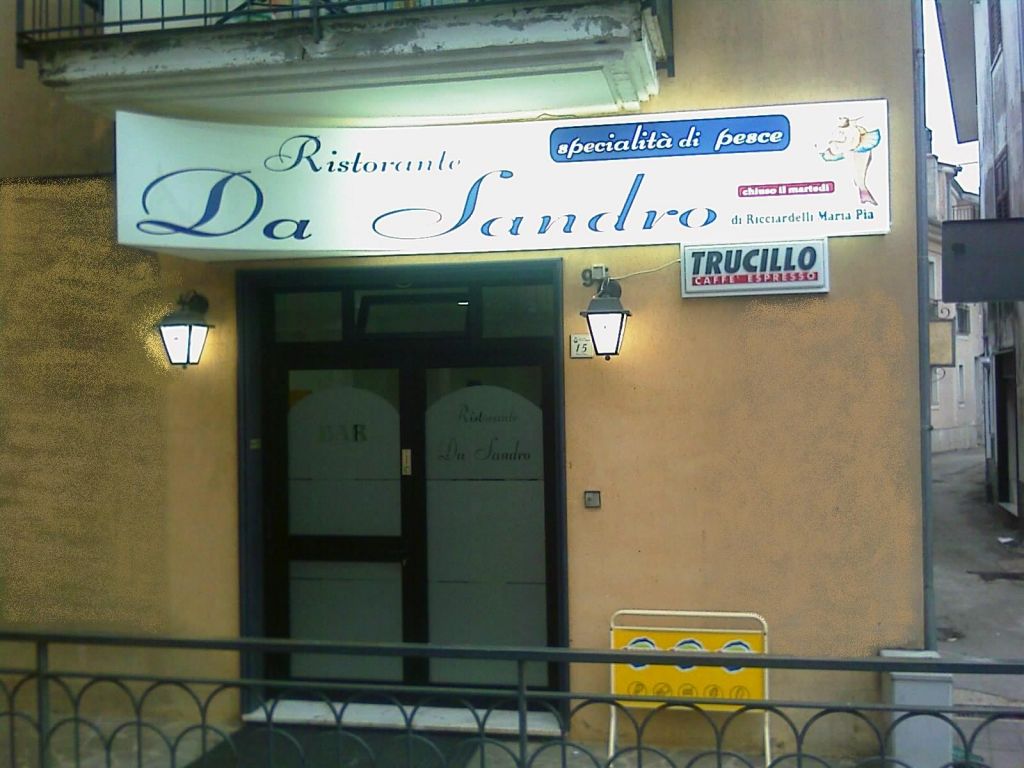 Ristorante
specialità di pesce
Da Sandro
chiuso il martedì
di Ricciardelli Maria Pia
TRUCILLO
CAFFE' ESPRESSO
15
BAR
Ristorante
Da Sandro